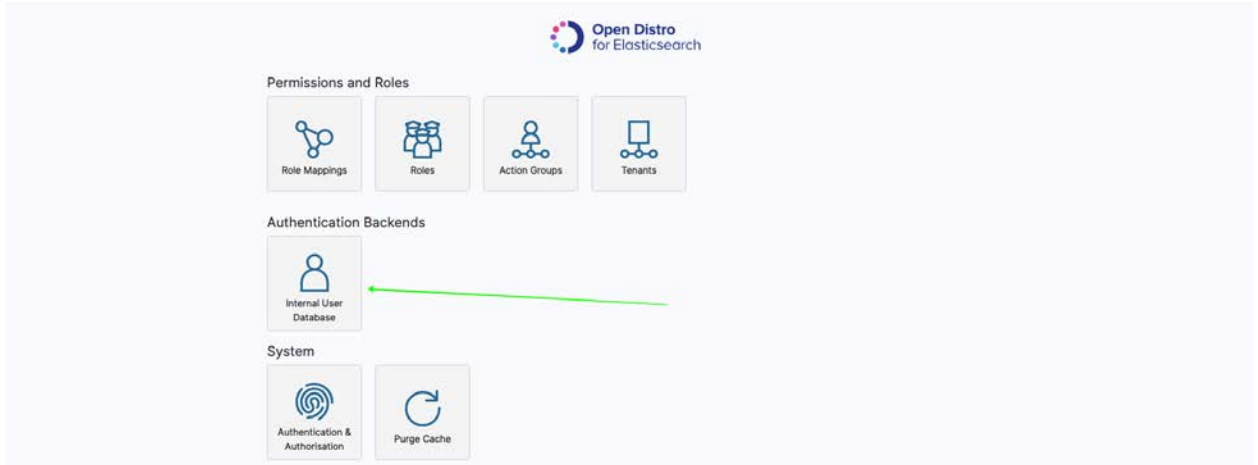 Open Distro
for Elasticsearch
Permissions and Roles
Role Mappings
Roles
Action Groups
Tenants
Authentication Backends
Internal User
Database
System
Authentication &
Authorisation
Purge Cache